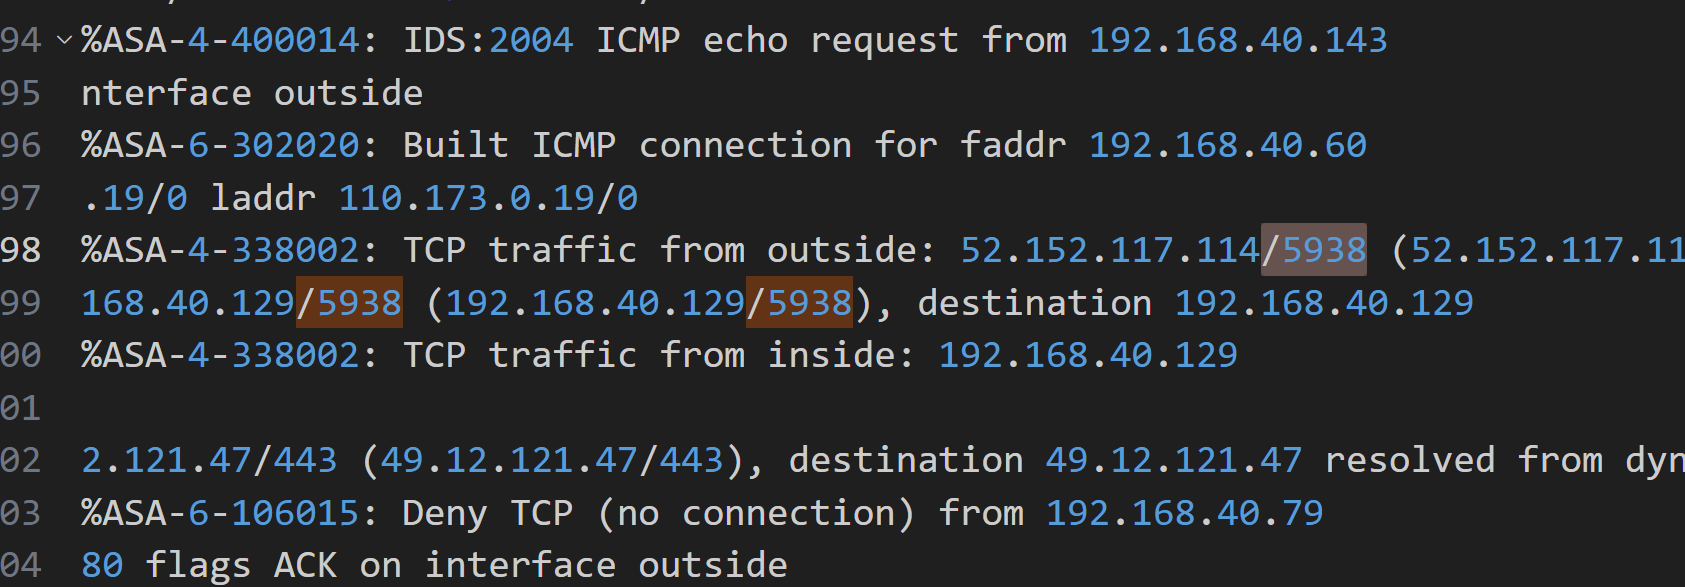 94 %ASA-4-400014: IDS:2004 ICMP echo request from 192.168.40.143
95 nterface outside
96 %ASA-6-302020: Built ICMP connection for faddr 192.168.40.60
97 .19/0 laddr 110.173.0.19/0
98 %ASA-4-338002: TCP traffic from outside: 52.152.117.114/5938 (52.152.117.11
99 168.40.129/5938 (192.168.40.129/5938), destination 192.168.40.129
00 %ASA-4-338002: TCP traffic from inside: 192.168.40.129
01
02 2.121.47/443 (49.12.121.47/443), destination 49.12.121.47 resolved from dyn
03 %ASA-6-106015: Deny TCP (no connection) from 192.168.40.79
04 80 flags ACK on interface outside